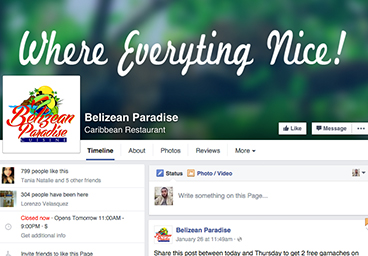 Where Everyting Nice!
Belizean
Paradise
CUISINE
Belizean Paradise
Caribbean Restaurant
Like
Message
Timeline
About
Photos
Reviews
More
799 people like this
Tania Natalie and 5 other friends
304 people have been here
Lorenzo Velasquez
Closed now · Opens Tomorrow 11:00AM -
9:00PM · $
Get additional info
Invite friends to like this Page
Status
Photo / Video
Write something on this Page...
Belizean Paradise
January 26 at 11:49am ·
Share this post between today and Thursday to get 2 free garnaches on